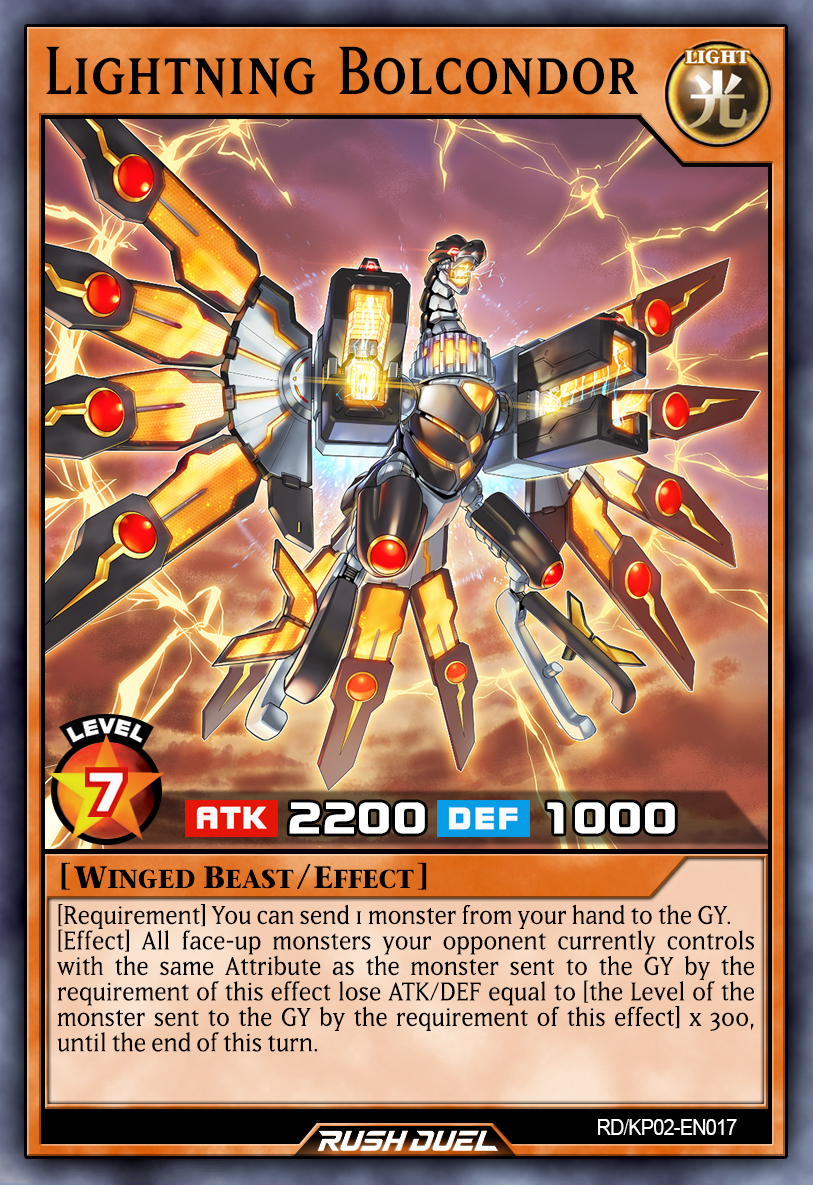 Lightning Bolcondor
LIGHT
光
LEVEL
7
ATK 2200 DEF 1000
[Winged Beast/Effect]
[Requirement] You can send 1 monster from your hand to the GY.
[Effect] All face-up monsters your opponent currently controls
with the same Attribute as the monster sent to the GY by the
requirement of this effect lose ATK/DEF equal to [the Level of the
monster sent to the GY by the requirement of this effect] x 300,
until the end of this turn.
RD/KP02-EN017
RUSH DUEL